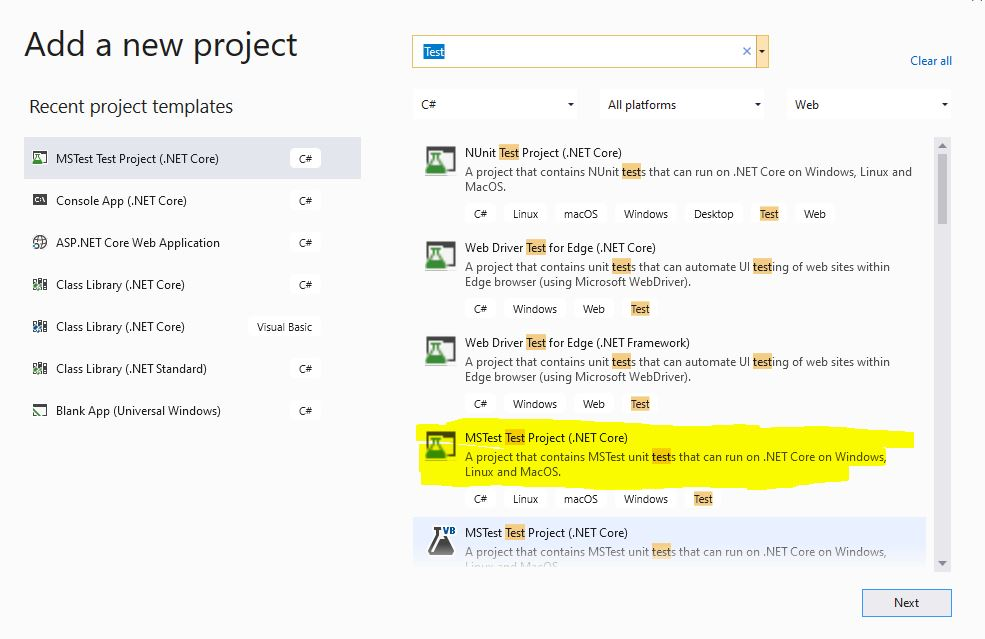 Add a new project
Test
Clear all
Recent project templates
C#
All platforms
Web
MSTest Test Project (.NET Core) C#
Console App (.NET Core) C#
ASP.NET Core Web Application C#
Class Library (.NET Core) C#
Class Library (.NET Core) Visual Basic
Class Library (.NET Standard) C#
Blank App (Universal Windows) C#
NUnit Test Project (.NET Core)
A project that contains NUnit tests that can run on .NET Core on Windows, Linux and
MacOS.
C# Linux macOS Windows Desktop Test Web
Web Driver Test for Edge (.NET Core)
A project that contains unit tests that can automate UI testing of web sites within
Edge browser (using Microsoft WebDriver).
C# Windows Web Test
Web Driver Test for Edge (.NET Framework)
A project that contains unit tests that can automate UI testing of web sites within
Edge browser (using Microsoft WebDriver).
C# Windows Web Test
MSTest Test Project (.NET Core)
A project that contains MSTest unit tests that can run on .NET Core on Windows,
Linux and MacOS.
C# Linux macOS Windows Test
VB
MSTest Test Project (.NET Core)
A project that contains MSTest unit tests that can run on .NET Core on Windows,
Linux and MacOS.
Next